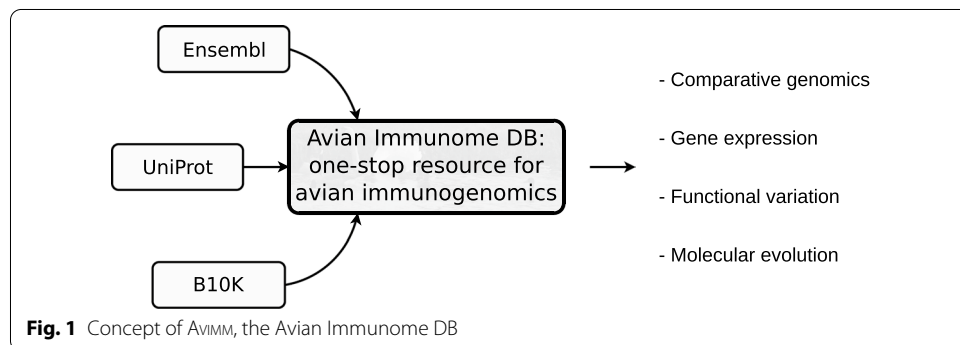 Ensembl
UniProt
B10K
Avian Immunome DB:
one-stop resource for
avian immunogenomics
- Comparative genomics
- Gene expression
- Functional variation
- Molecular evolution
Fig. 1 Concept of AVIMM, the Avian Immunome DB